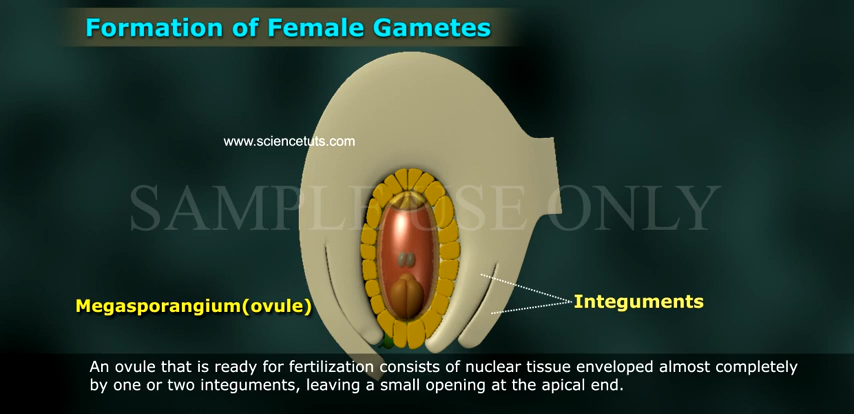 Formation of Female Gametes
www.sciencetuts.com
SAMPLE USE ONLY
Megasporangium(ovule)
Integuments
An ovule that is ready for fertilization consists of nuclear tissue enveloped almost completely
by one or two integuments, leaving a small opening at the apical end.